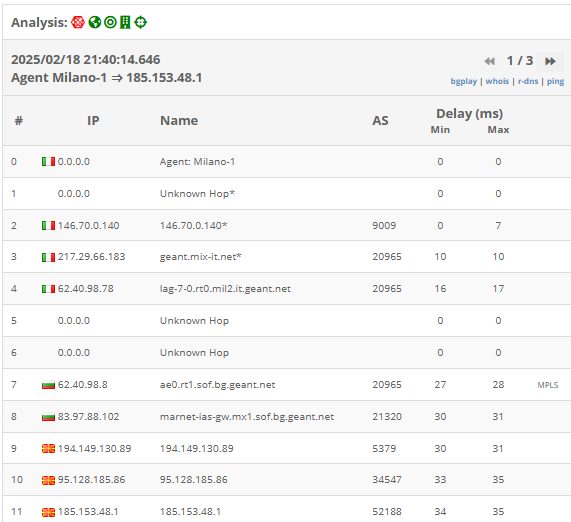 Analysis:
2025/02/18 21:40:14.646
Agent Milano-1 ⇒ 185.153.48.1
1 / 3
bgplay | whois | r-dns | ping
# IP Name AS Delay (ms)
Min Max
0 0.0.0.0 Agent: Milano-1 0 0
1 0.0.0.0 Unknown Hop* 0 0
2 146.70.0.140 146.70.0.140* 9009 0 7
3 217.29.66.183 geant.mix-it.net* 20965 10 10
4 62.40.98.78 lag-7-0.rt0.mil2.it.geant.net 20965 16 17
5 0.0.0.0 Unknown Hop 0 0
6 0.0.0.0 Unknown Hop 0 0
7 62.40.98.8 ae0.rt1.sof.bg.geant.net 20965 27 28 MPLS
8 83.97.88.102 marnet-ias-gw.mx1.sof.bg.geant.net 21320 30 31
9 194.149.130.89 194.149.130.89 5379 30 31
10 95.128.185.86 95.128.185.86 34547 33 35
11 185.153.48.1 185.153.48.1 52188 34 35